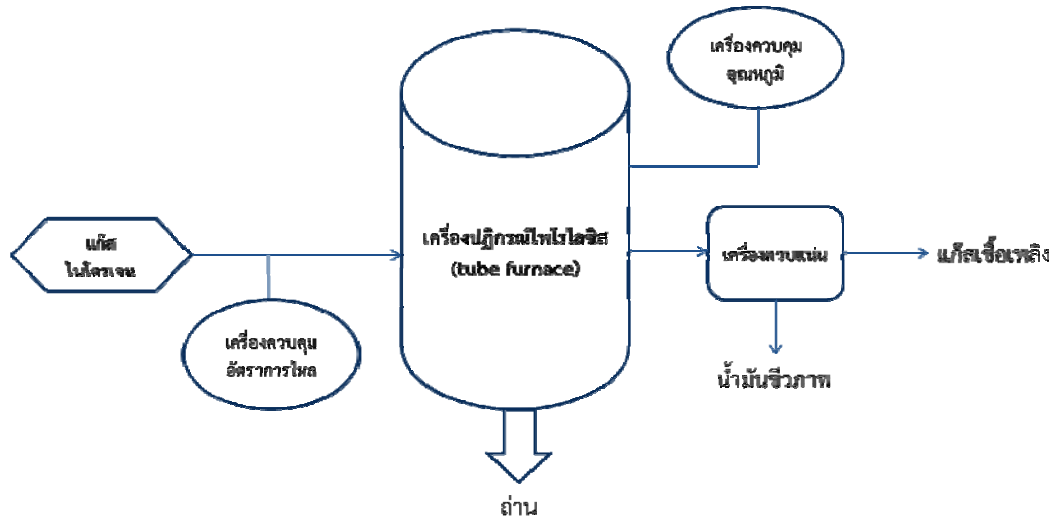 เครื่องควบคุม
อุณหภูมิ
แก๊ส
ไนโตรเจน
เครื่องปฏิกรณ์ไพโรไลซิส
(tube furnace)
เครื่องควบแน่น
แก๊สเชื้อเพลิง
เครื่องควบคุม
อัตราการไหล
น้ำมันชีวภาพ
ถ่าน